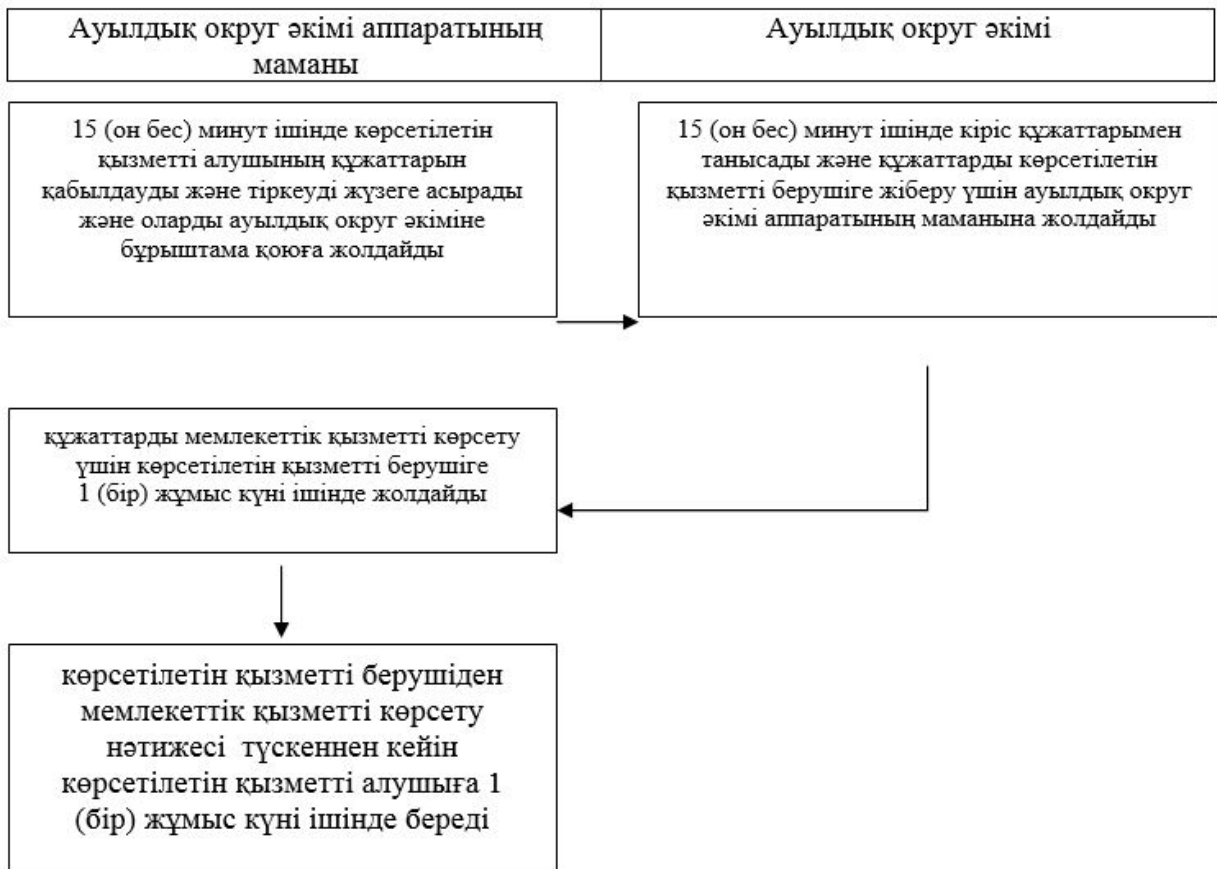 Ауылдық округ әкімі аппаратының
маманы
Ауылдық округ әкімі
15 (он бес) минут ішінде көрсетілетін
қызметті алушының құжаттарын
қабылдауды және тіркеуді жүзеге асырады
және оларды ауылдық округ әкіміне
бұрыштама қоюға жолдайды
15 (он бес) минут ішінде кіріс құжаттарымен
танысады және құжаттарды көрсетілетін
қызметті берушіге жіберу үшін ауылдық округ
әкімі аппаратының маманына жолдайды
құжаттарды мемлекеттік қызметті көрсету
үшін көрсетілетін қызметті берушіге
1 (бір) жұмыс күні ішінде жолдайды
көрсетілетін қызметті берушіден
мемлекеттік қызметті көрсету
нәтижесі түскеннен кейін
көрсетілетін қызметті алушыға 1
(бір) жұмыс күні ішінде береді